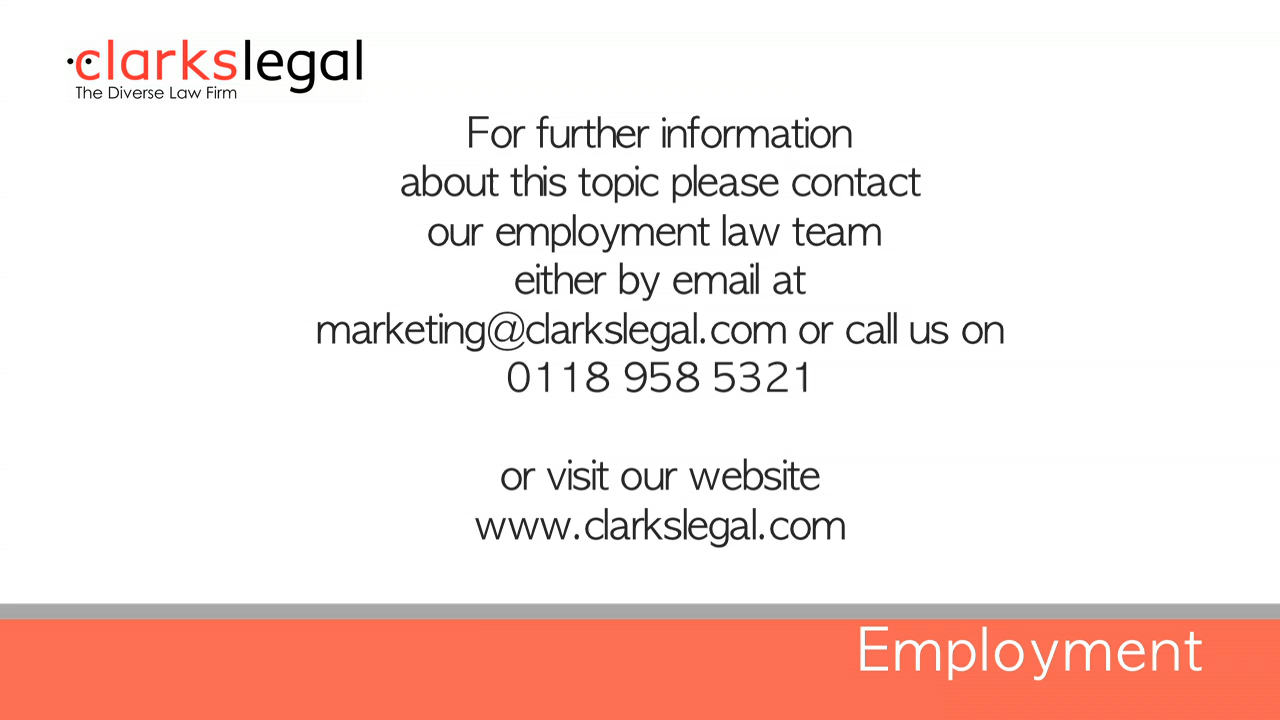 clarkslegal
The Diverse Law Firm
For further information
about this topic please contact
our employment law team
either by email at
marketing@clarkslegal.com or call us on
0118 958 5321
or visit our website
www.clarkslegal.com
Employment